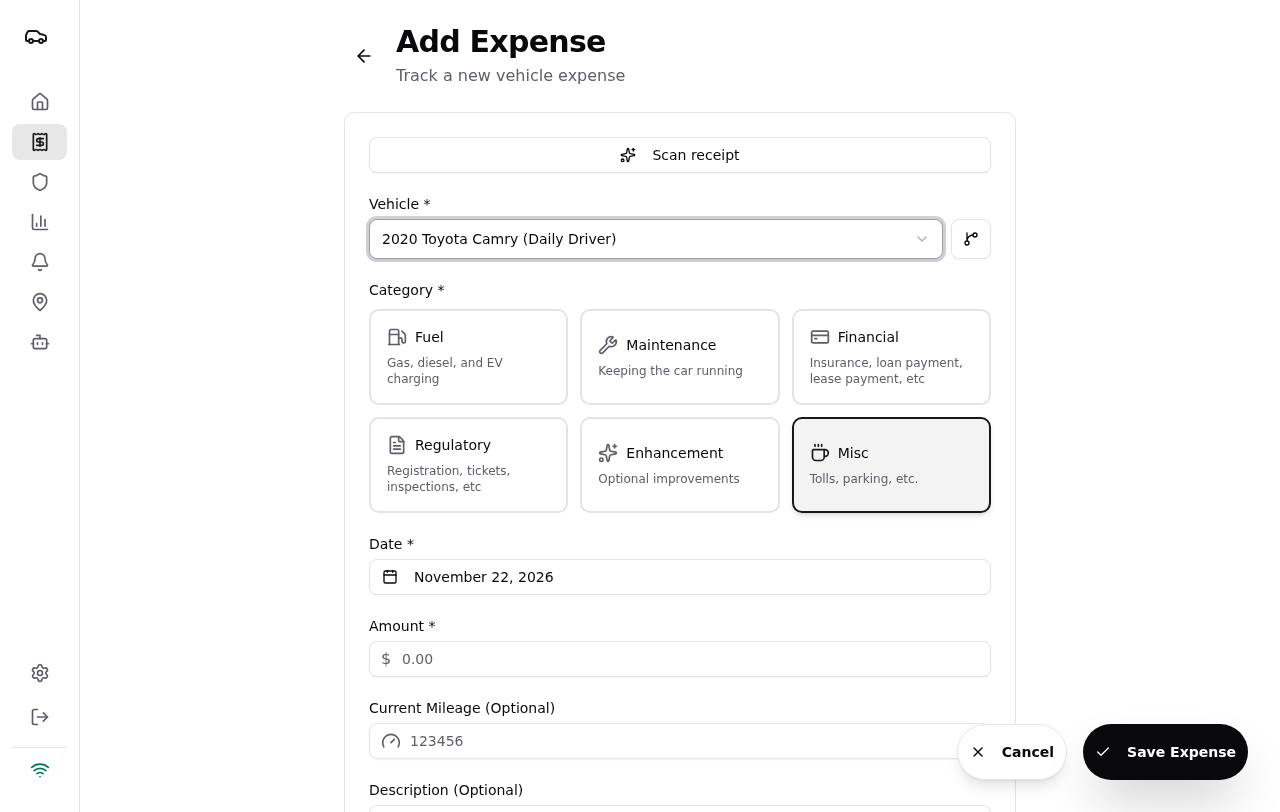 Add Expense
Track a new vehicle expense
Scan receipt
Vehicle *
2020 Toyota Camry (Daily Driver)
Category *
Fuel
Gas, diesel, and EV
charging
Maintenance
Keeping the car running
Financial
Insurance, loan payment,
lease payment, etc
Regulatory
Registration, tickets,
inspections, etc
Enhancement
Optional improvements
Misc
Tolls, parking, etc.
Date *
November 22, 2026
Amount *
$ 0.00
Current Mileage (Optional)
123456
Cancel
Save Expense
Description (Optional)